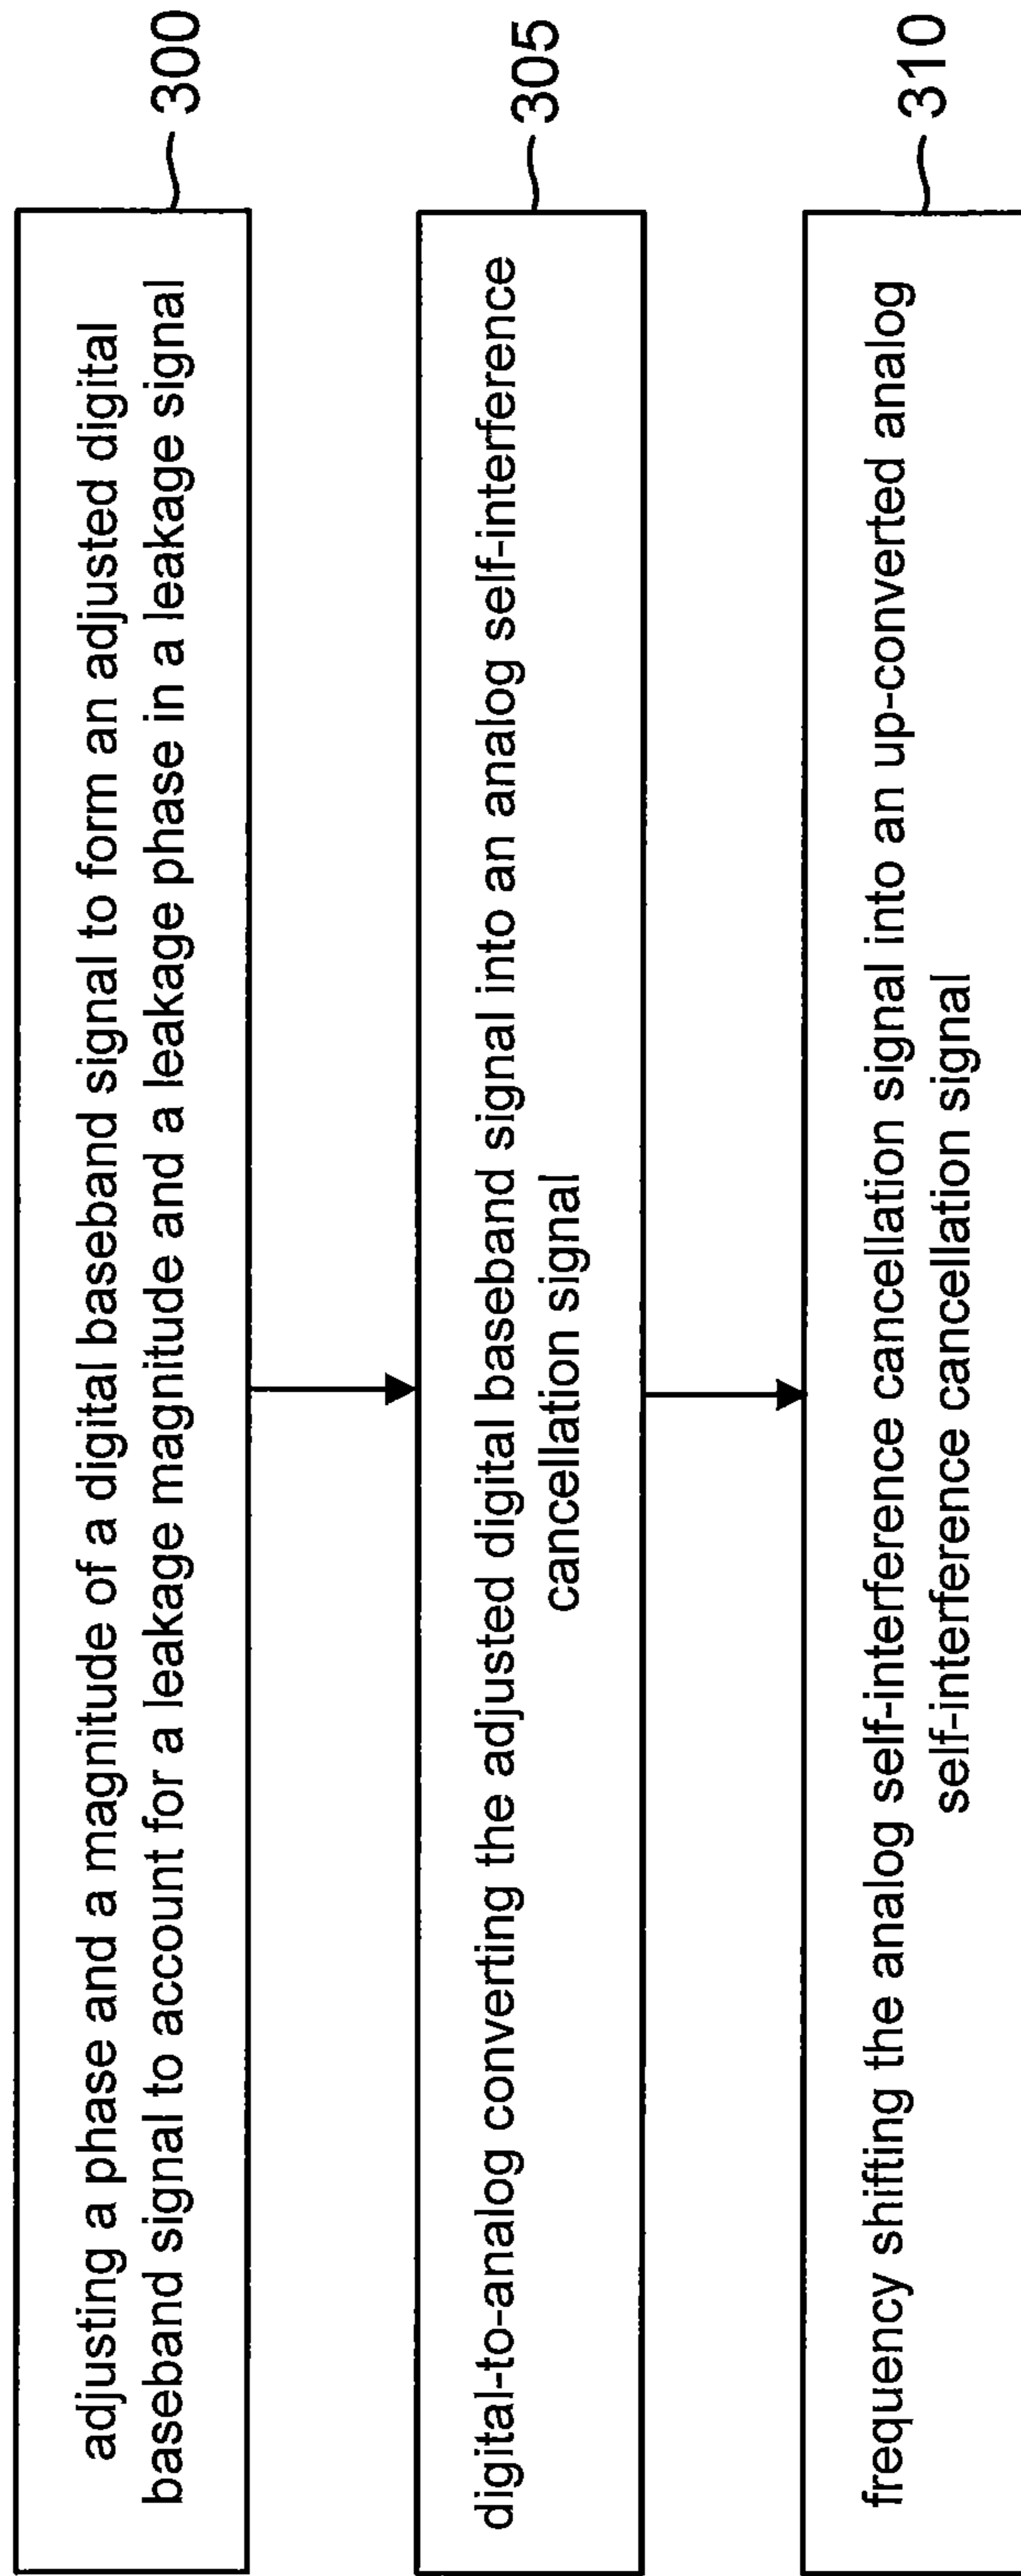 adjusting a phase and a magnitude of a digital baseband signal to form an adjusted digital
baseband signal to account for a leakage magnitude and a leakage phase in a leakage signal
300
digital-to-analog converting the adjusted digital baseband signal into an analog self-interference
cancellation signal
305
frequency shifting the analog self-interference cancellation signal into an up-converted analog
self-interference cancellation signal
310